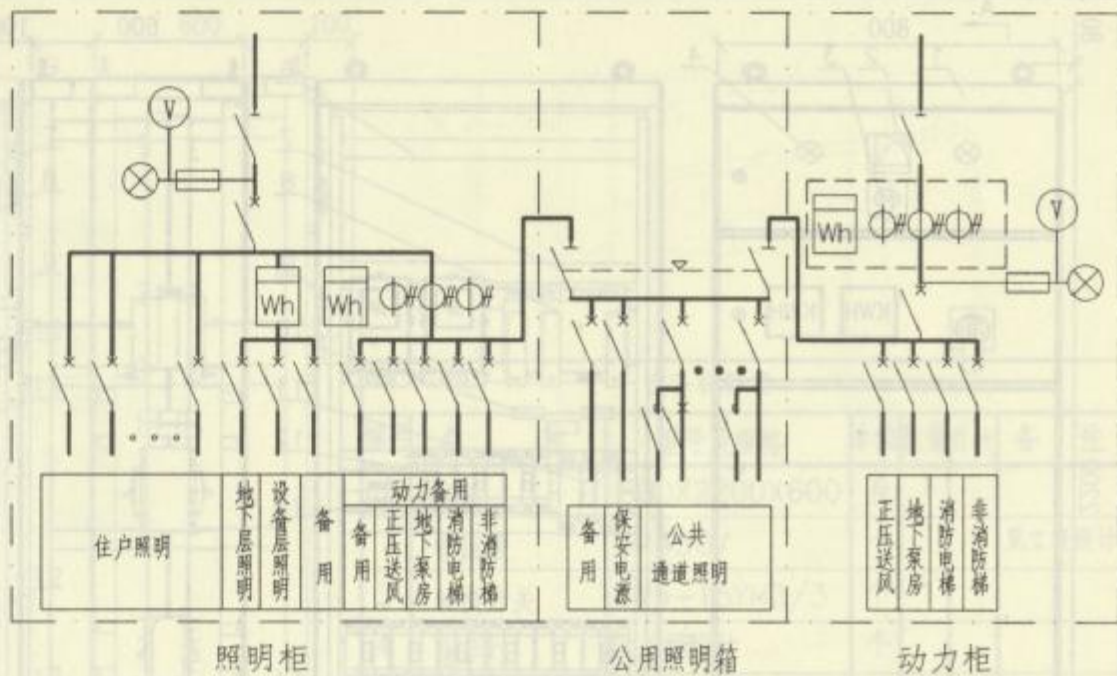 V
V
Wh
Wh
Wh
住户照明
地下层照明
设备层照明
备用
动力备用
备用
正压送风
地下泵房
消防电梯
非消防梯
备用
保安电源
公共
通道照明
正压送风
地下泵房
消防电梯
非消防梯
照明柜
公用照明箱
动力柜